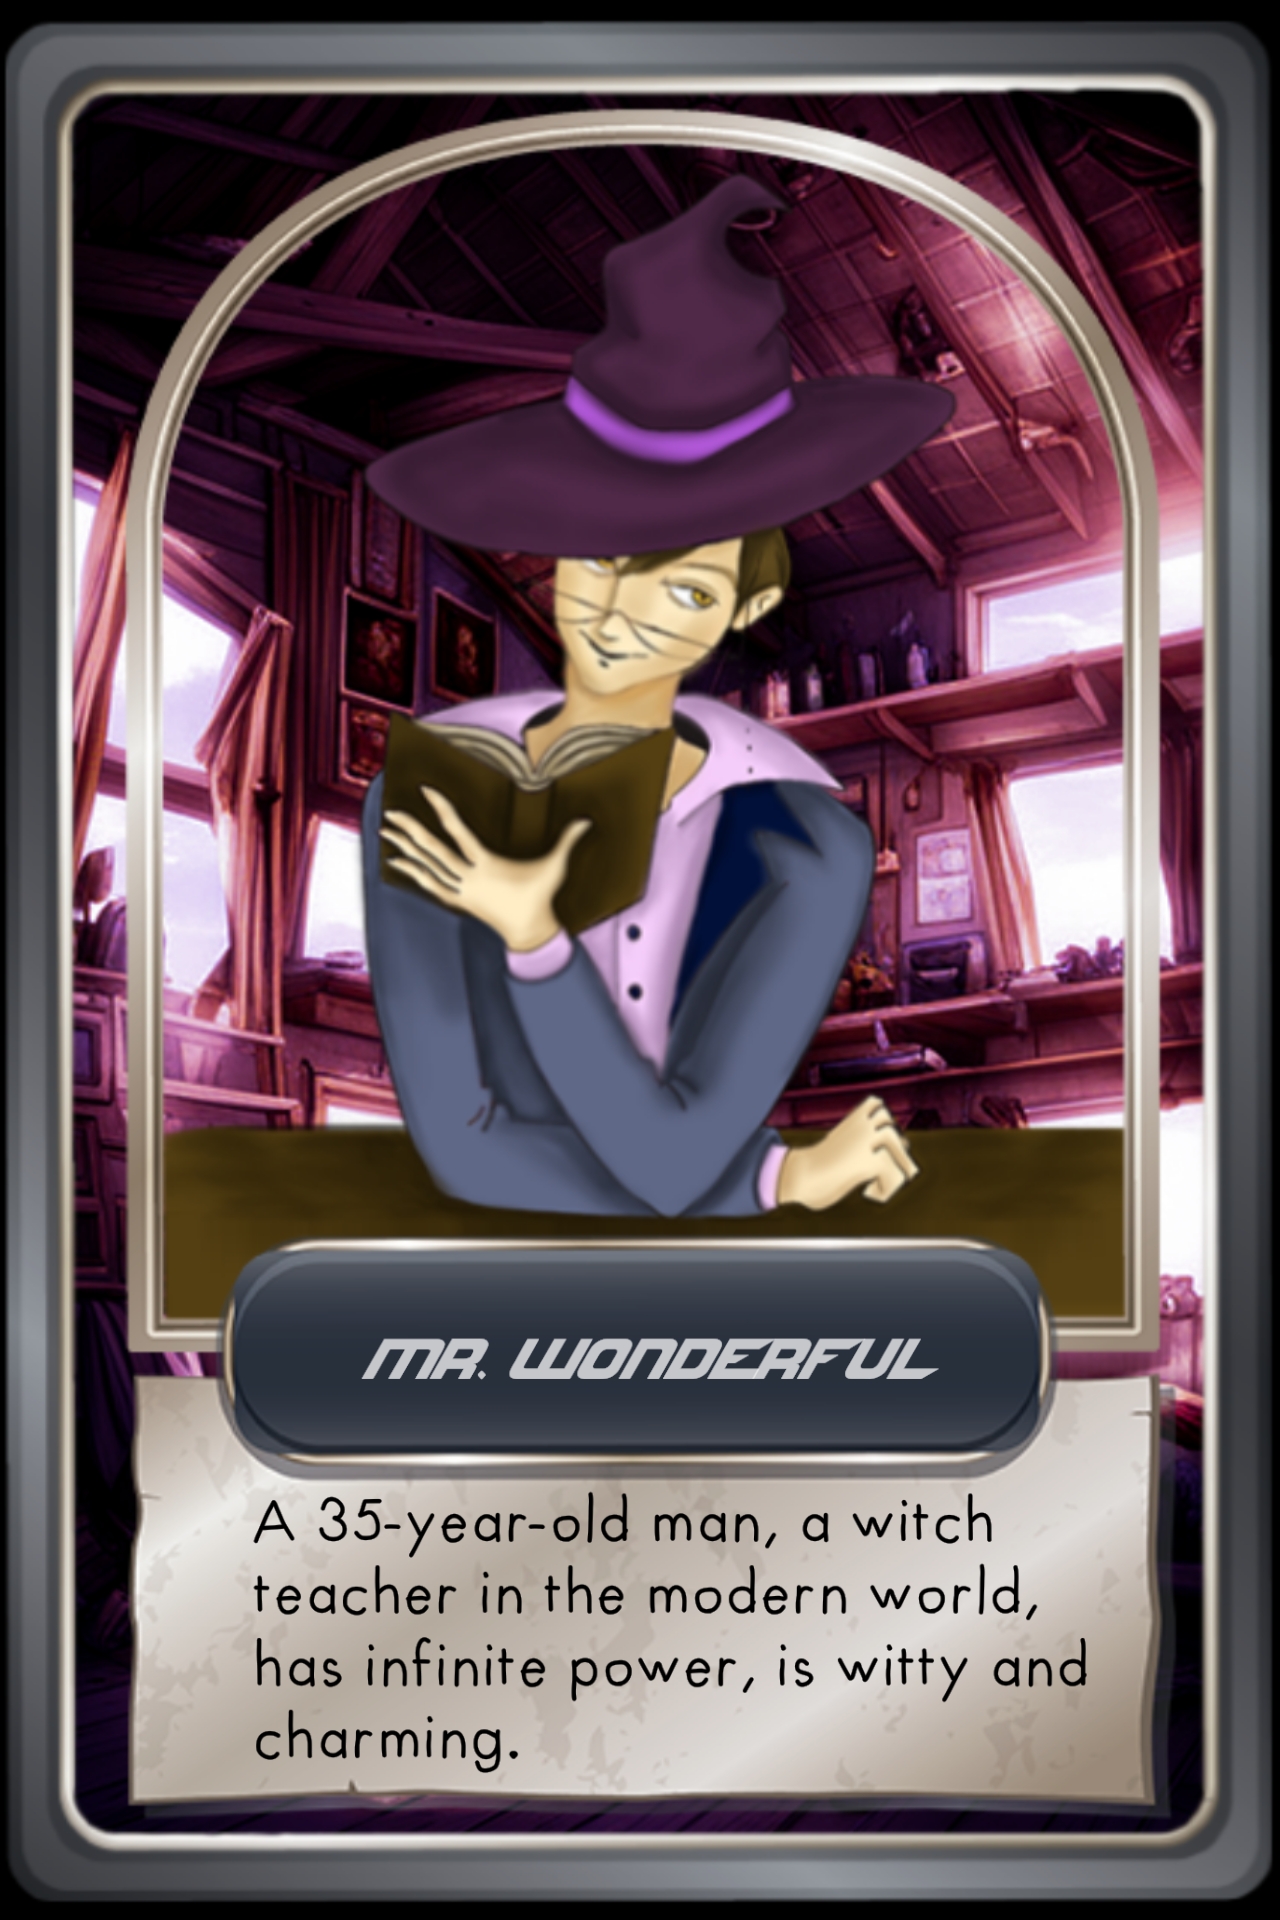 MR. WONDERFUL
A 35-year-old man, a witch
teacher in the modern world,
has infinite power, is witty and
charming.